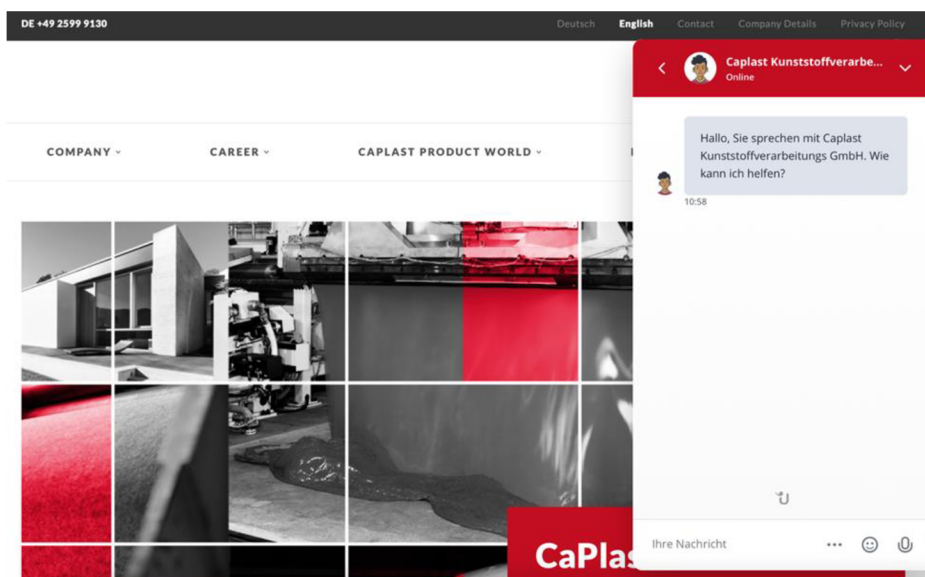 DE +49 2599 9130
Deutsch English Contact Company Details Privacy Policy
COMPANY CAREER CAPLAST PRODUCT WORLD
Caplast Kunststoffverarbe...
Online
Hallo, Sie sprechen mit Caplast
Kunststoffverarbeitungs GmbH. Wie
kann ich helfen?
10:58
Ihre Nachricht
CaPlas